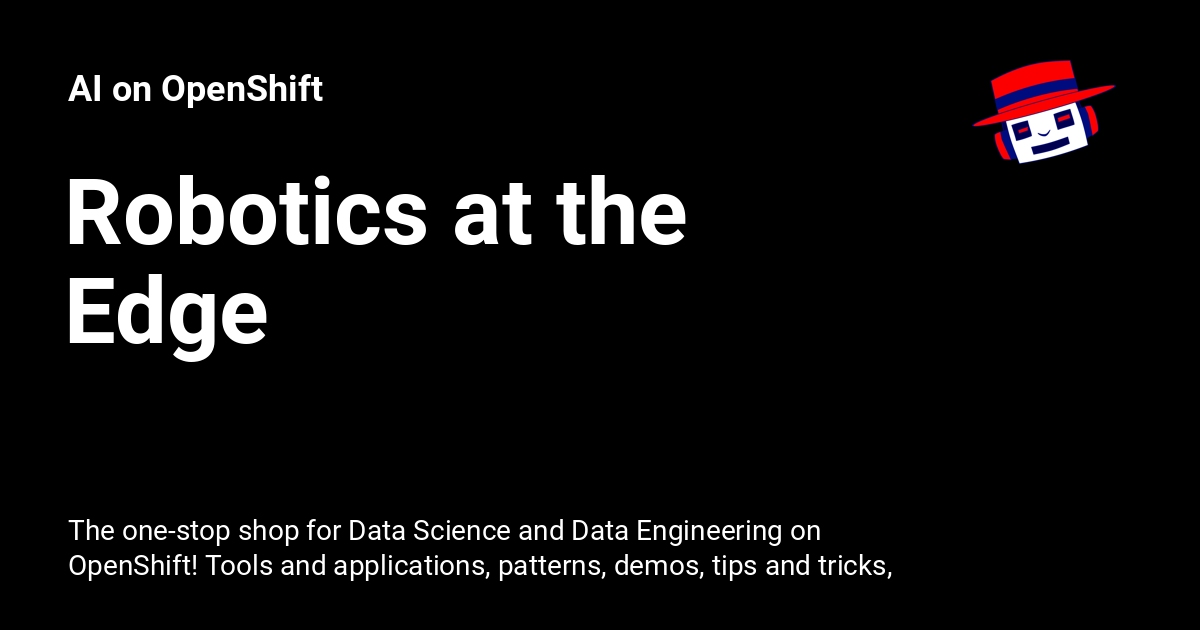 AI on OpenShift
Robotics at the
Edge
The one-stop shop for Data Science and Data Engineering on
OpenShift! Tools and applications, patterns, demos, tips and tricks,